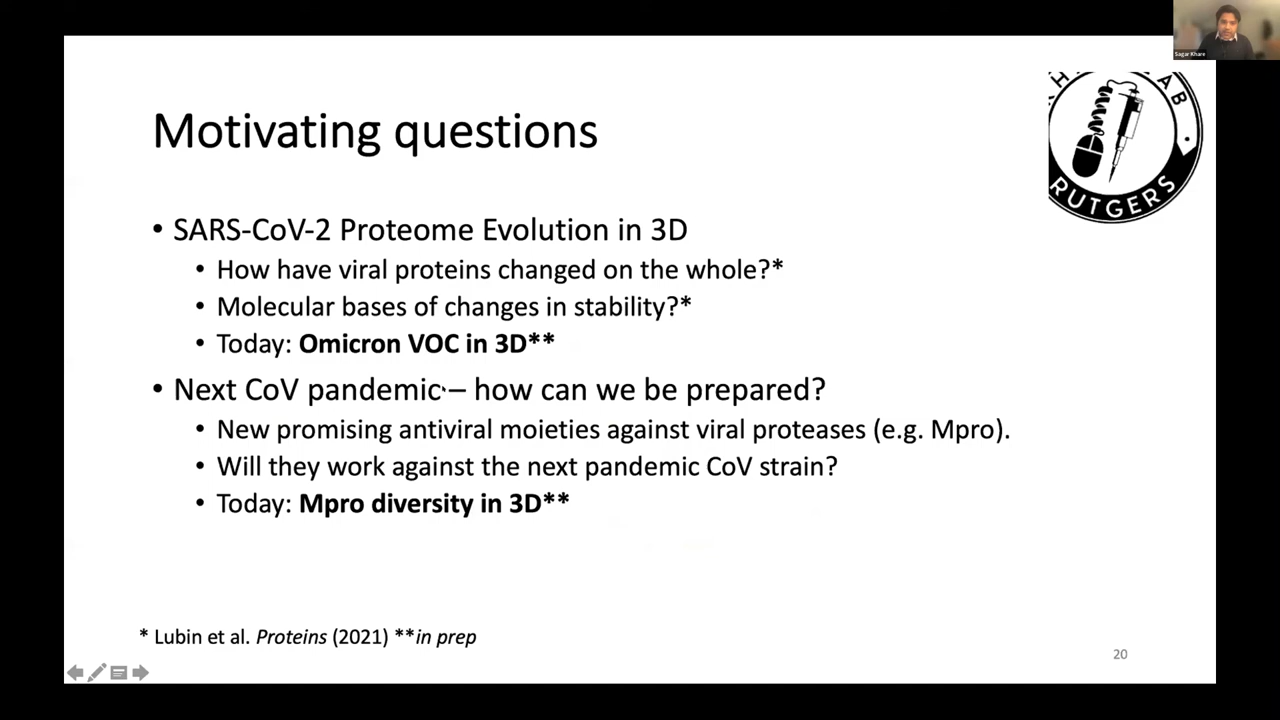 Sagar Khare
Motivating questions
RUTGERS
• SARS-CoV-2 Proteome Evolution in 3D
• How have viral proteins changed on the whole?*
• Molecular bases of changes in stability?*
• Today: Omicron VOC in 3D**
• Next CoV pandemic – how can we be prepared?
• New promising antiviral moieties against viral proteases (e.g. Mpro).
• Will they work against the next pandemic CoV strain?
• Today: Mpro diversity in 3D**
* Lubin et al. Proteins (2021) **in prep
20